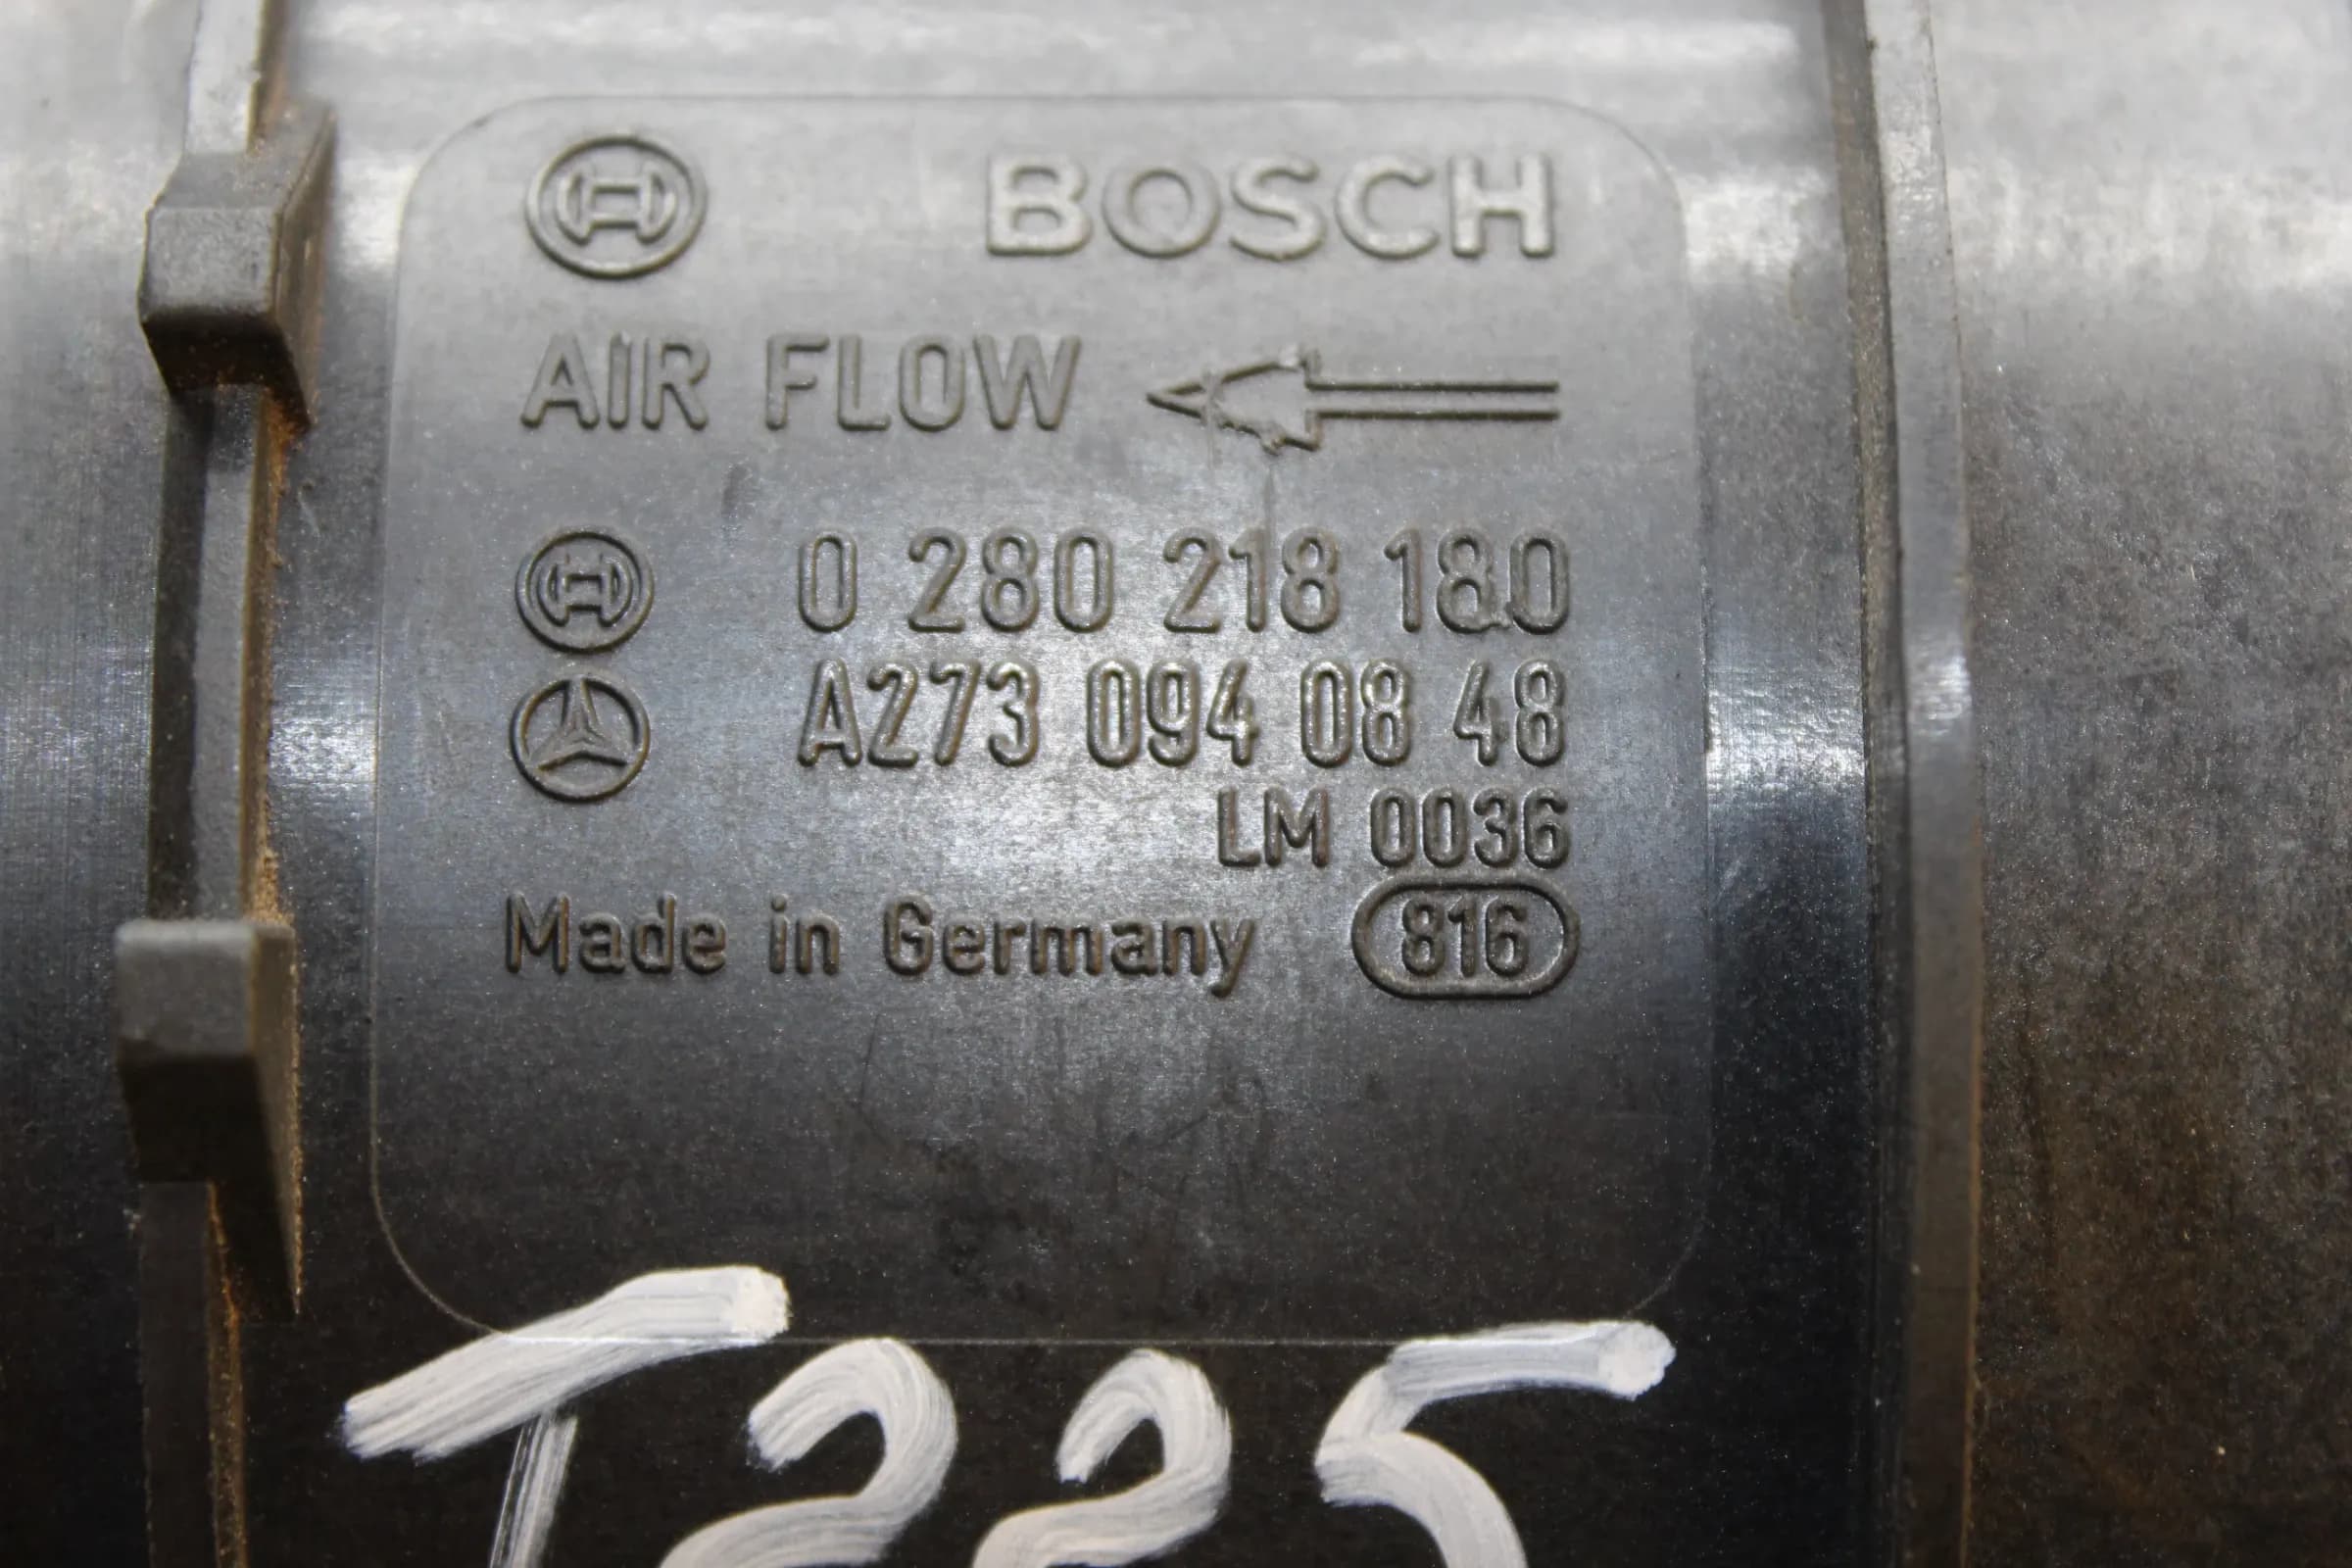 BOSCH
AIR FLOW
0 280 218 180
A273 094 08 48
LM 0036
Made in Germany 816
T225